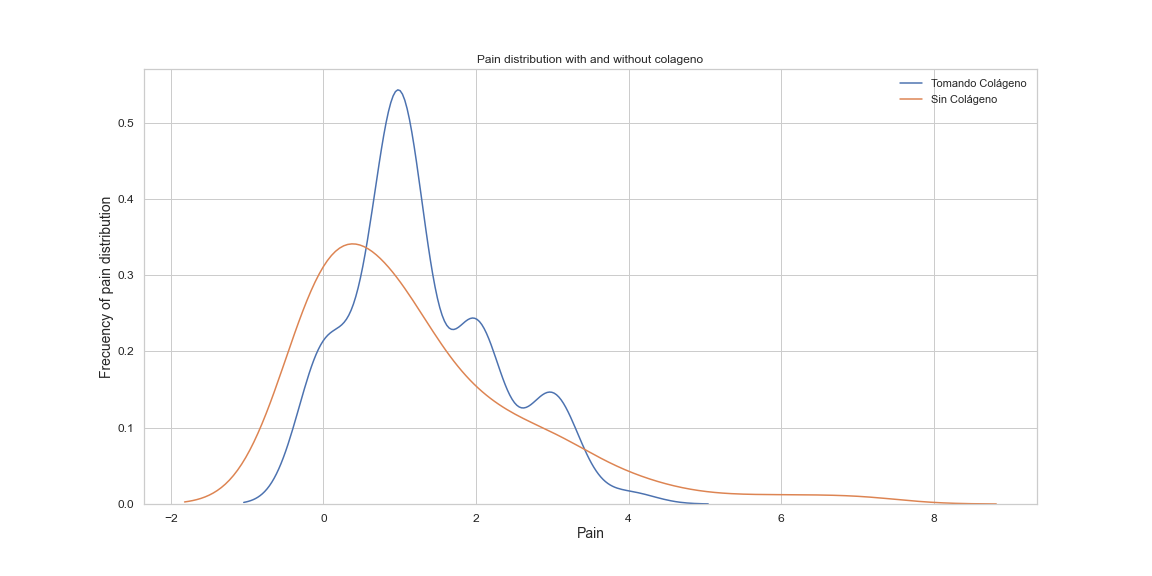 Pain distribution with and without colageno
Tomando Colágeno
Sin Colágeno
Frecuency of pain distribution
0.5
0.4
0.3
0.2
0.1
0.0
−2 0 2 4 6 8
Pain